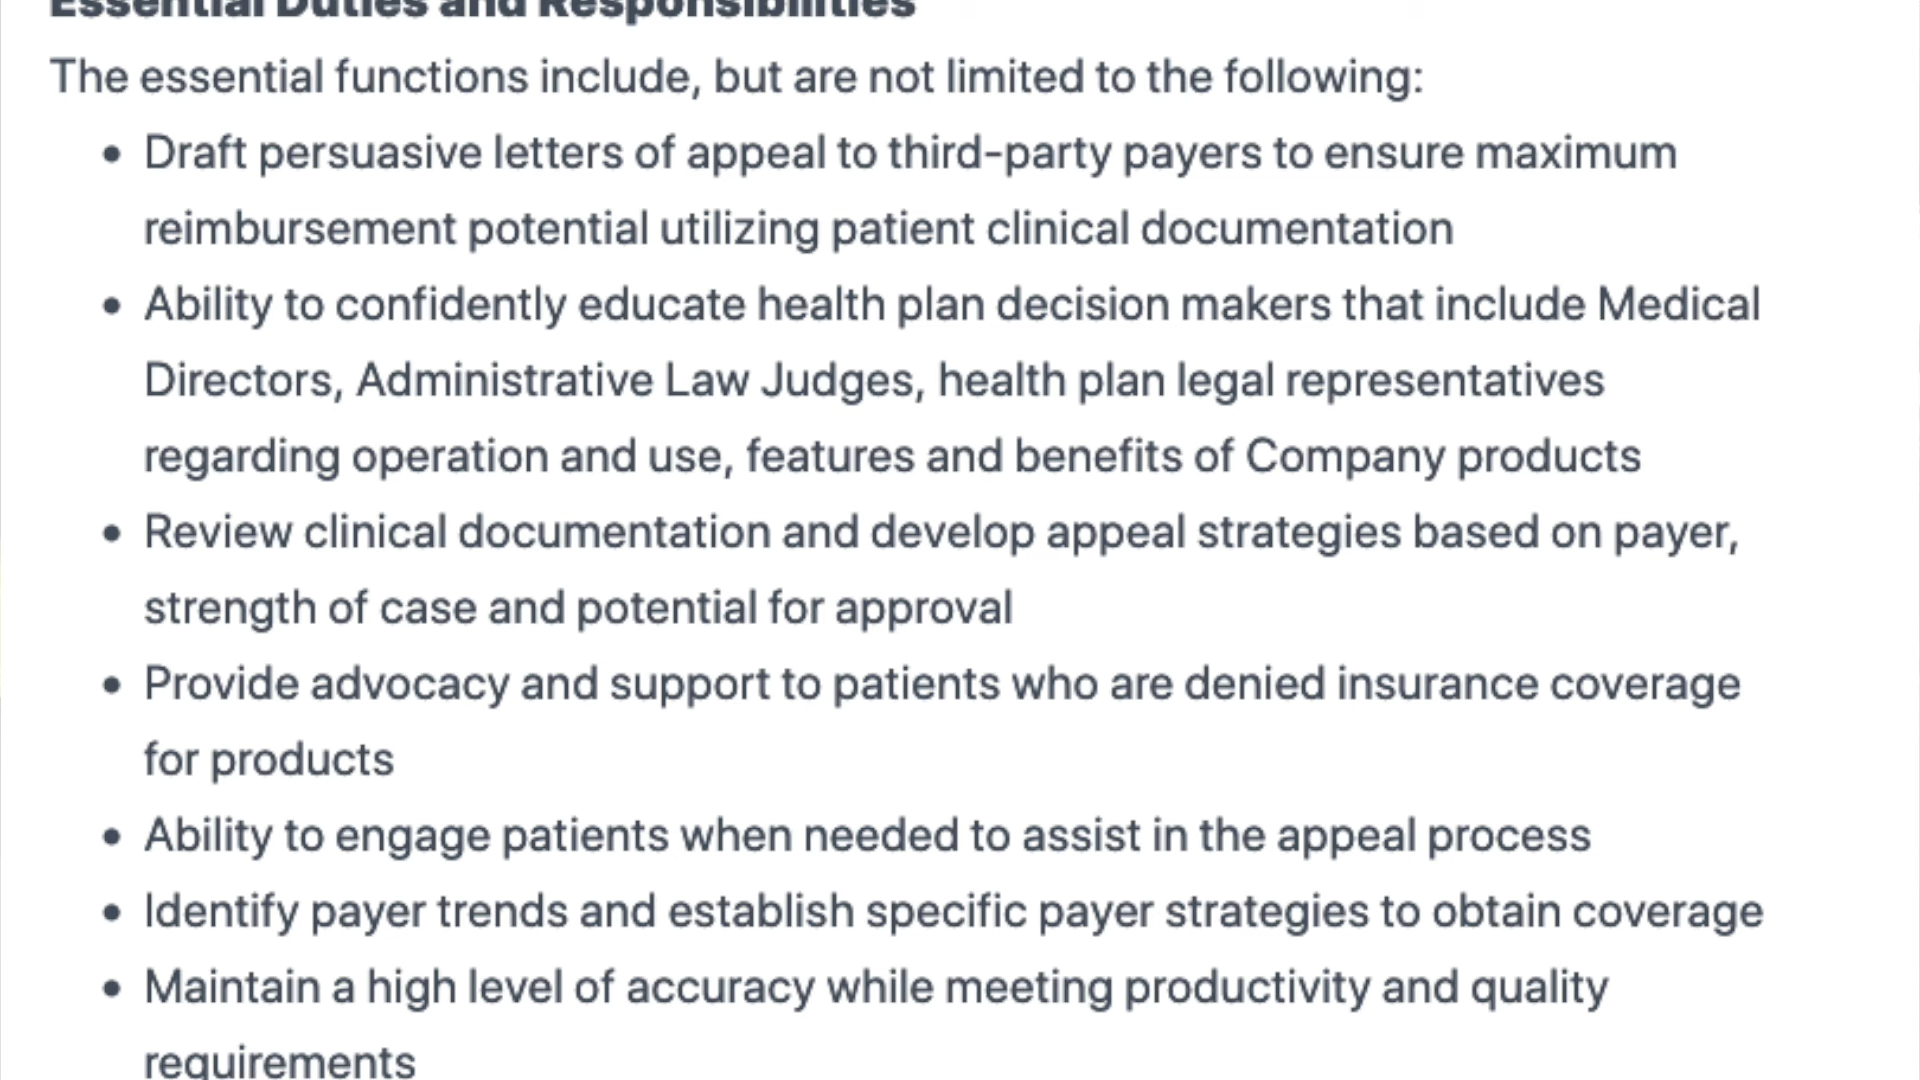 Essential Duties and Responsibilities
The essential functions include, but are not limited to the following:
• Draft persuasive letters of appeal to third-party payers to ensure maximum
reimbursement potential utilizing patient clinical documentation
• Ability to confidently educate health plan decision makers that include Medical
Directors, Administrative Law Judges, health plan legal representatives
regarding operation and use, features and benefits of Company products
• Review clinical documentation and develop appeal strategies based on payer,
strength of case and potential for approval
• Provide advocacy and support to patients who are denied insurance coverage
for products
• Ability to engage patients when needed to assist in the appeal process
• Identify payer trends and establish specific payer strategies to obtain coverage
• Maintain a high level of accuracy while meeting productivity and quality
requirements